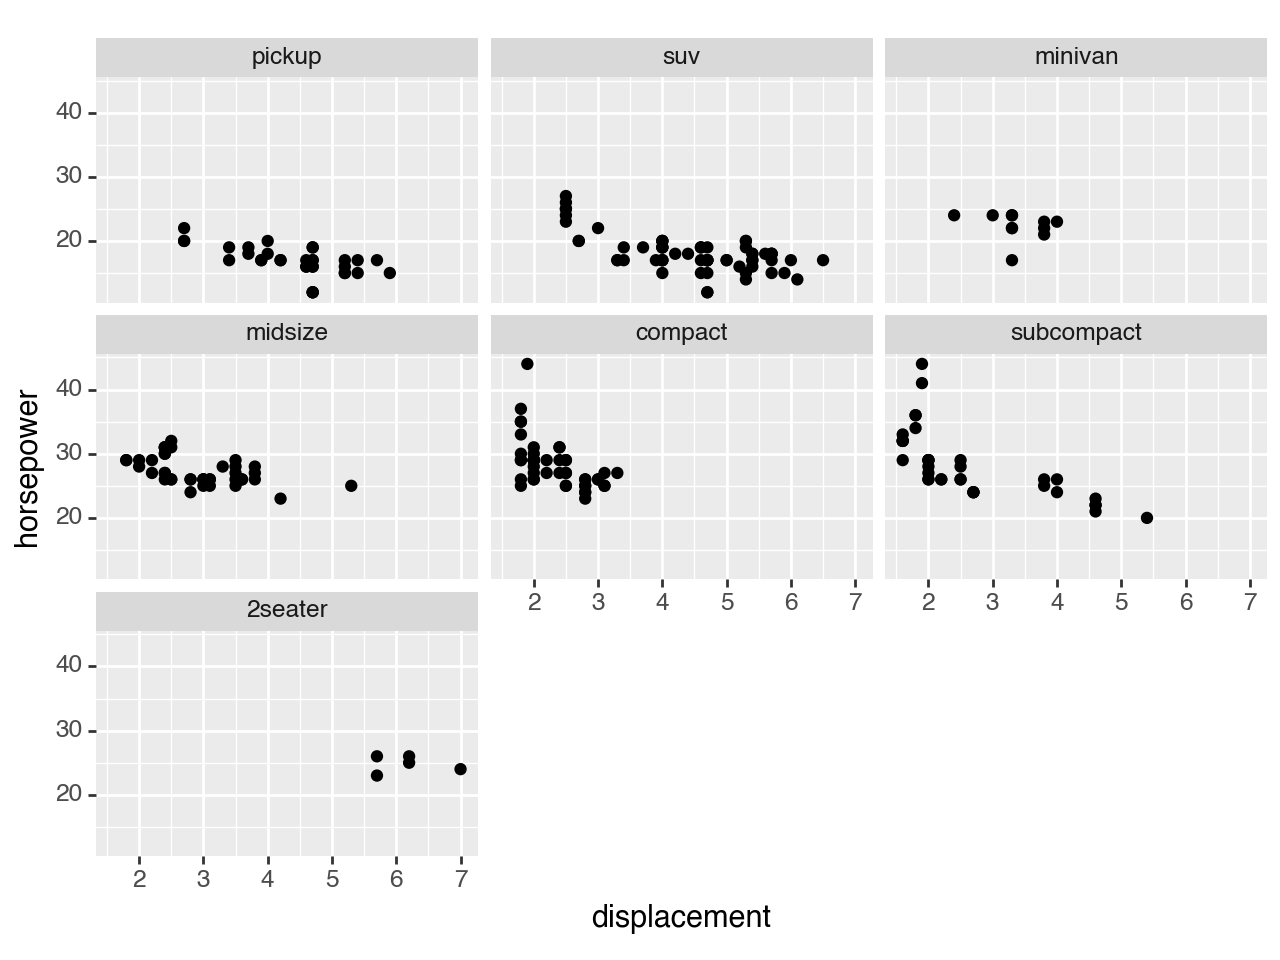 pickup suv minivan
40
30
20
midsize compact subcompact
40
30
20
2 3 4 5 6 7 2 3 4 5 6 7
2seater
40
30
20
2 3 4 5 6 7
horsepower
displacement